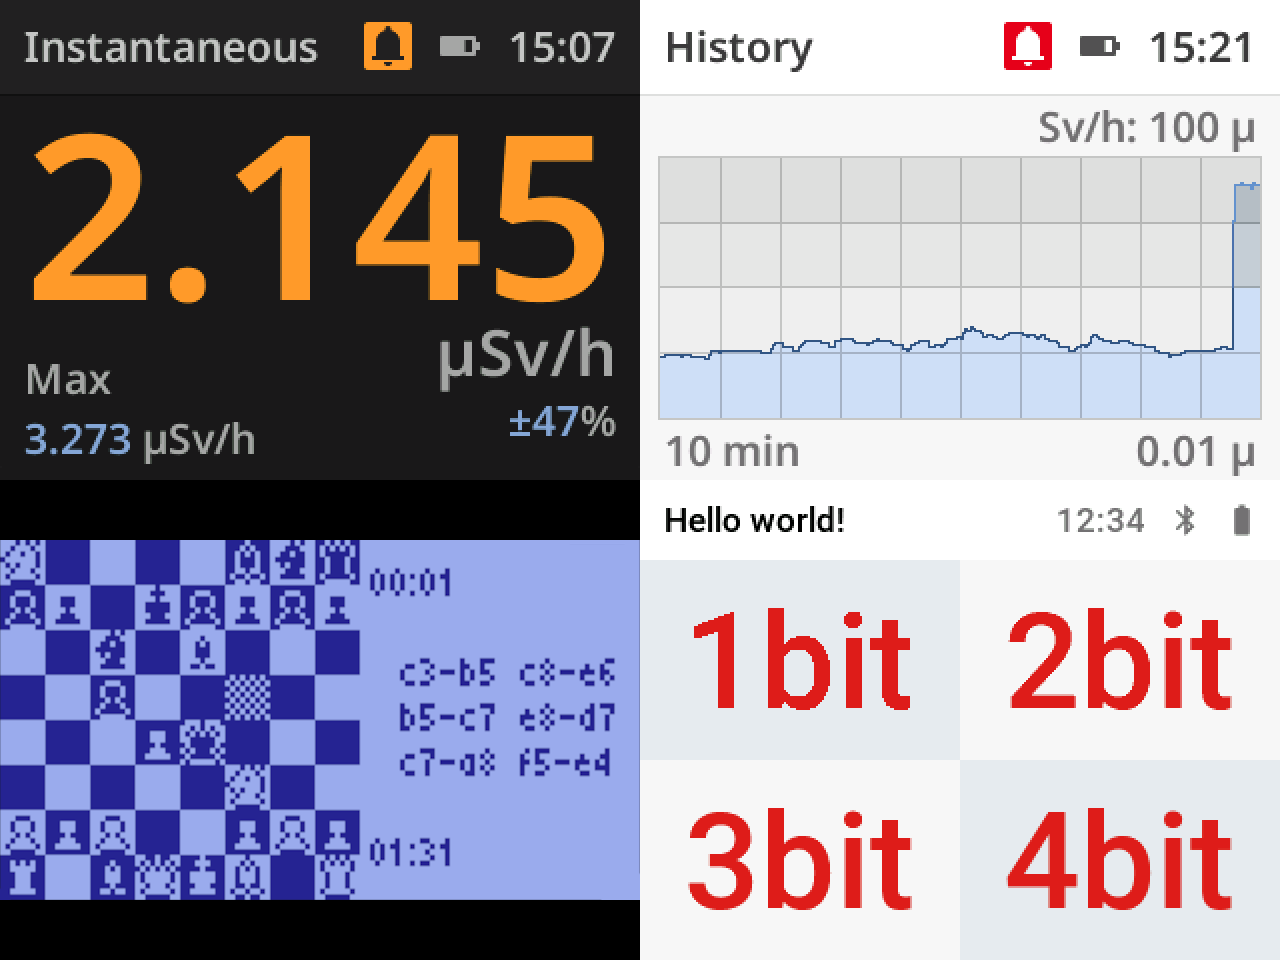 Instantaneous 15:07
2.145
µSv/h
Max
±47%
3.273 µSv/h
History 15:21
Sv/h: 100 µ
10 min 0.01 µ
00:01
c3-b5 c8-e6
b5-c7 e8-d7
c7-a8 f5-e4
01:31
Hello world! 12:34
1bit 2bit
3bit 4bit